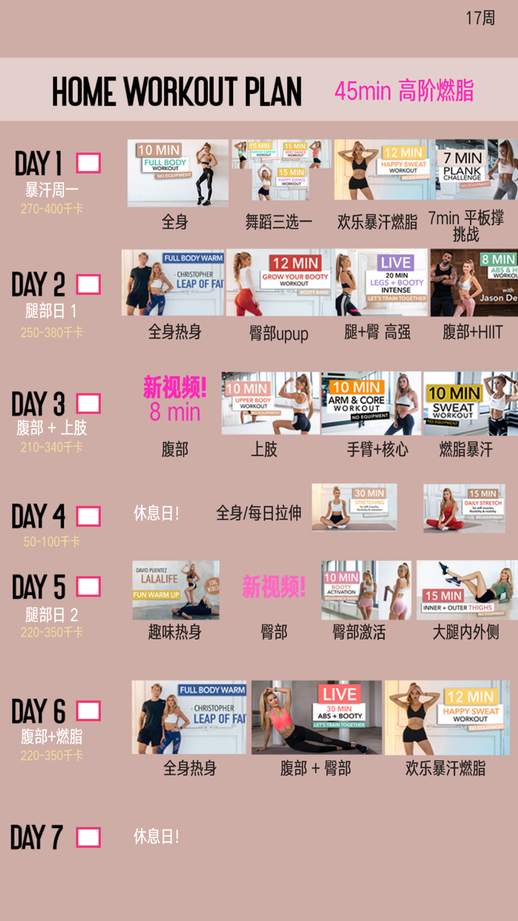 17周
HOME WORKOUT PLAN
45min 高阶燃脂
DAY 1
暴汗周一
270-400千卡
10 MIN
FULL BODY
WORKOUT
NO EQUIPMENT
全身
15 MIN
15 MIN
15 MIN
HAPPY DANCE
WORKOUT
舞蹈三选一
12 MIN
HAPPY SWEAT
WORKOUT
NO EQUIPMENT
欢乐暴汗燃脂
7 MIN
PLANK
CHALLENGE
NO EQUIPMENT
7min 平板撑
挑战
DAY 2
腿部日 1
250-380千卡
FULL BODY WARM
CHRISTOPHER
LEAP OF FAI
全身热身
12 MIN
GROW YOUR BOOTY
WORKOUT
臀部upup
LIVE
20 MIN
LEGS + BOOTY
INTENSE
LET'S TRAIN TOGETHER
腿+臀 高强
8 MIN
ABS & H
WORKOU
with
Jason De
腹部+HIIT
DAY 3
腹部 + 上肢
210-340千卡
新视频!
8 min
腹部
10 MIN
UPPER BODY
WORKOUT
上肢
10 MIN
ARM & CORE
WORKOUT
NO EQUIPMENT
手臂+核心
10 MIN
SWEAT
WORKOUT
NO EQUIPMENT
燃脂暴汗
DAY 4
50-100千卡
休息日!
全身/每日拉伸
30 MIN
STRETCHING
15 MIN
DAILY STRETCH
DAY 5
腿部日 2
220-350千卡
DAVID PUENTEZ
LALALIFE
FUN WARM UP
趣味热身
新视频!
臀部
10 MIN
BOOTY
ACTIVATION
臀部激活
15 MIN
INNER + OUTER THIGHS
NO EQUIPMENT
大腿内外侧
DAY 6
腹部+燃脂
220-350千卡
FULL BODY WARM
CHRISTOPHER
LEAP OF FAI
全身热身
LIVE
30 MIN
ABS + BOOTY
LET'S TRAIN TOGETHER
腹部 + 臀部
12 MIN
HAPPY SWEAT
WORKOUT
NO EQUIPMENT
欢乐暴汗燃脂
DAY 7
休息日!